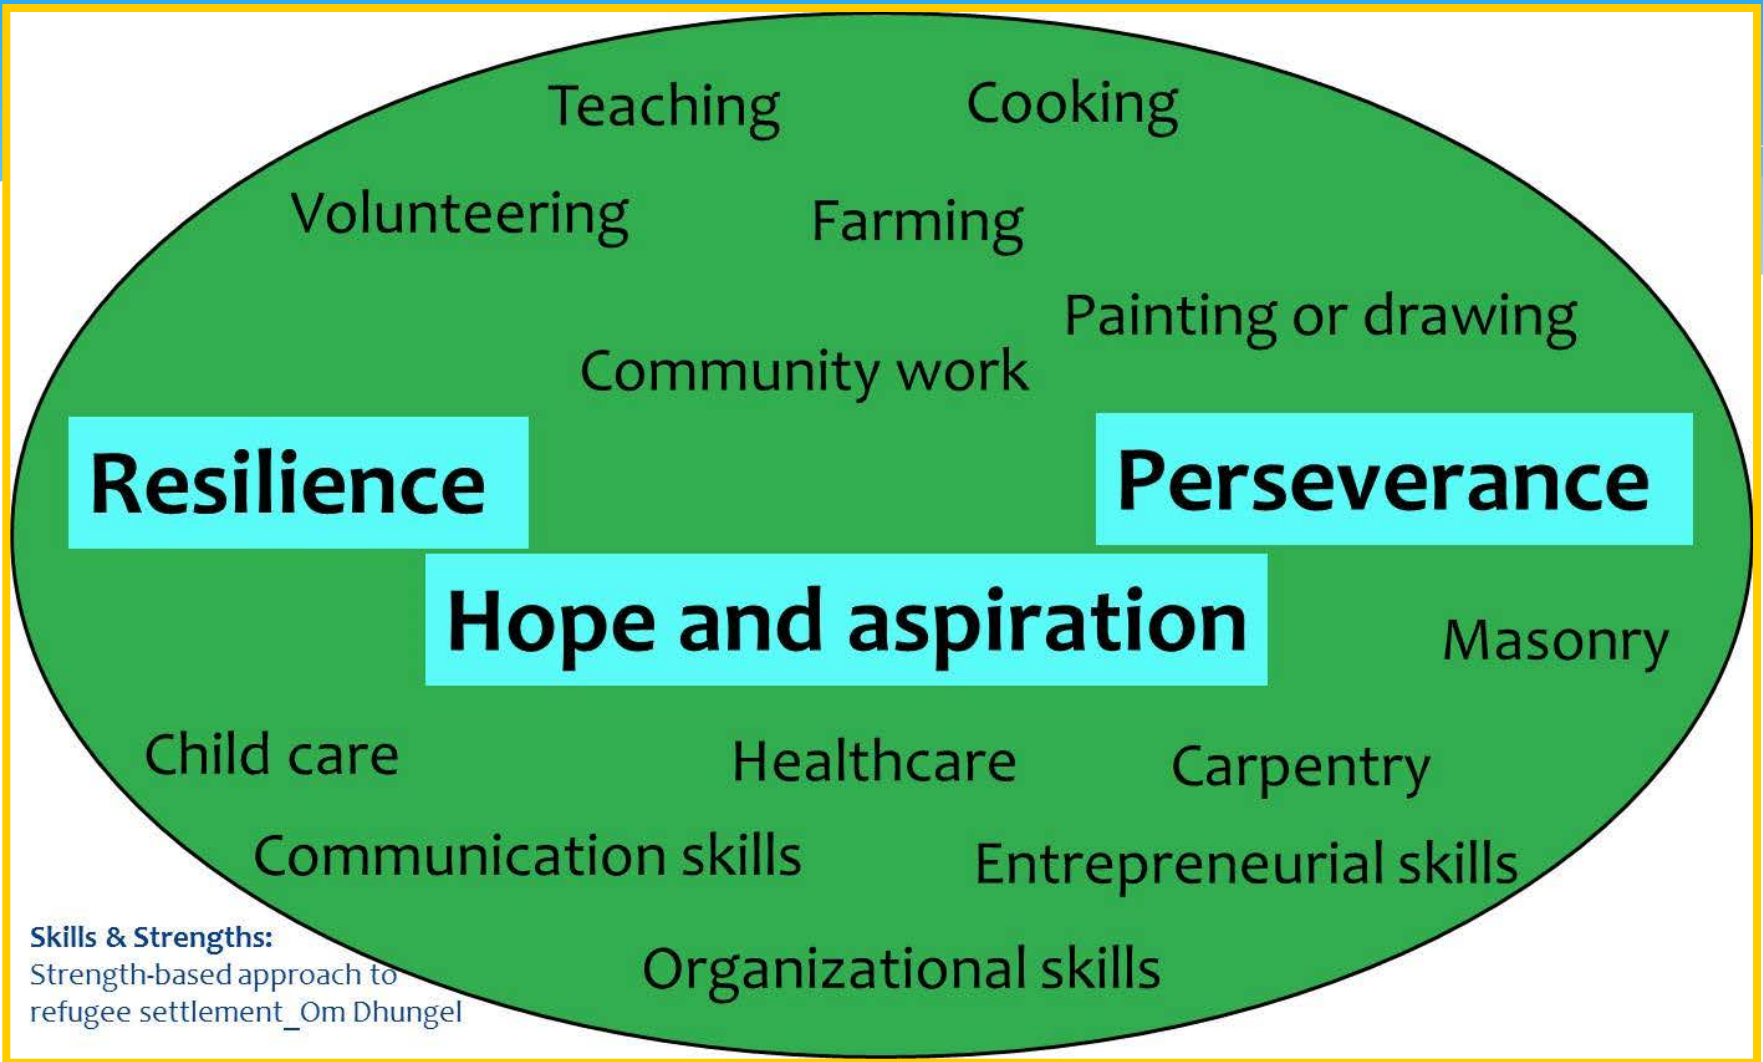 Teaching
Cooking
Volunteering
Farming
Painting or drawing
Community work
Resilience
Perseverance
Hope and aspiration
Masonry
Child care
Healthcare
Carpentry
Communication skills
Entrepreneurial skills
Organizational skills
Skills & Strengths:
Strength-based approach to
refugee settlement_Om Dhungel